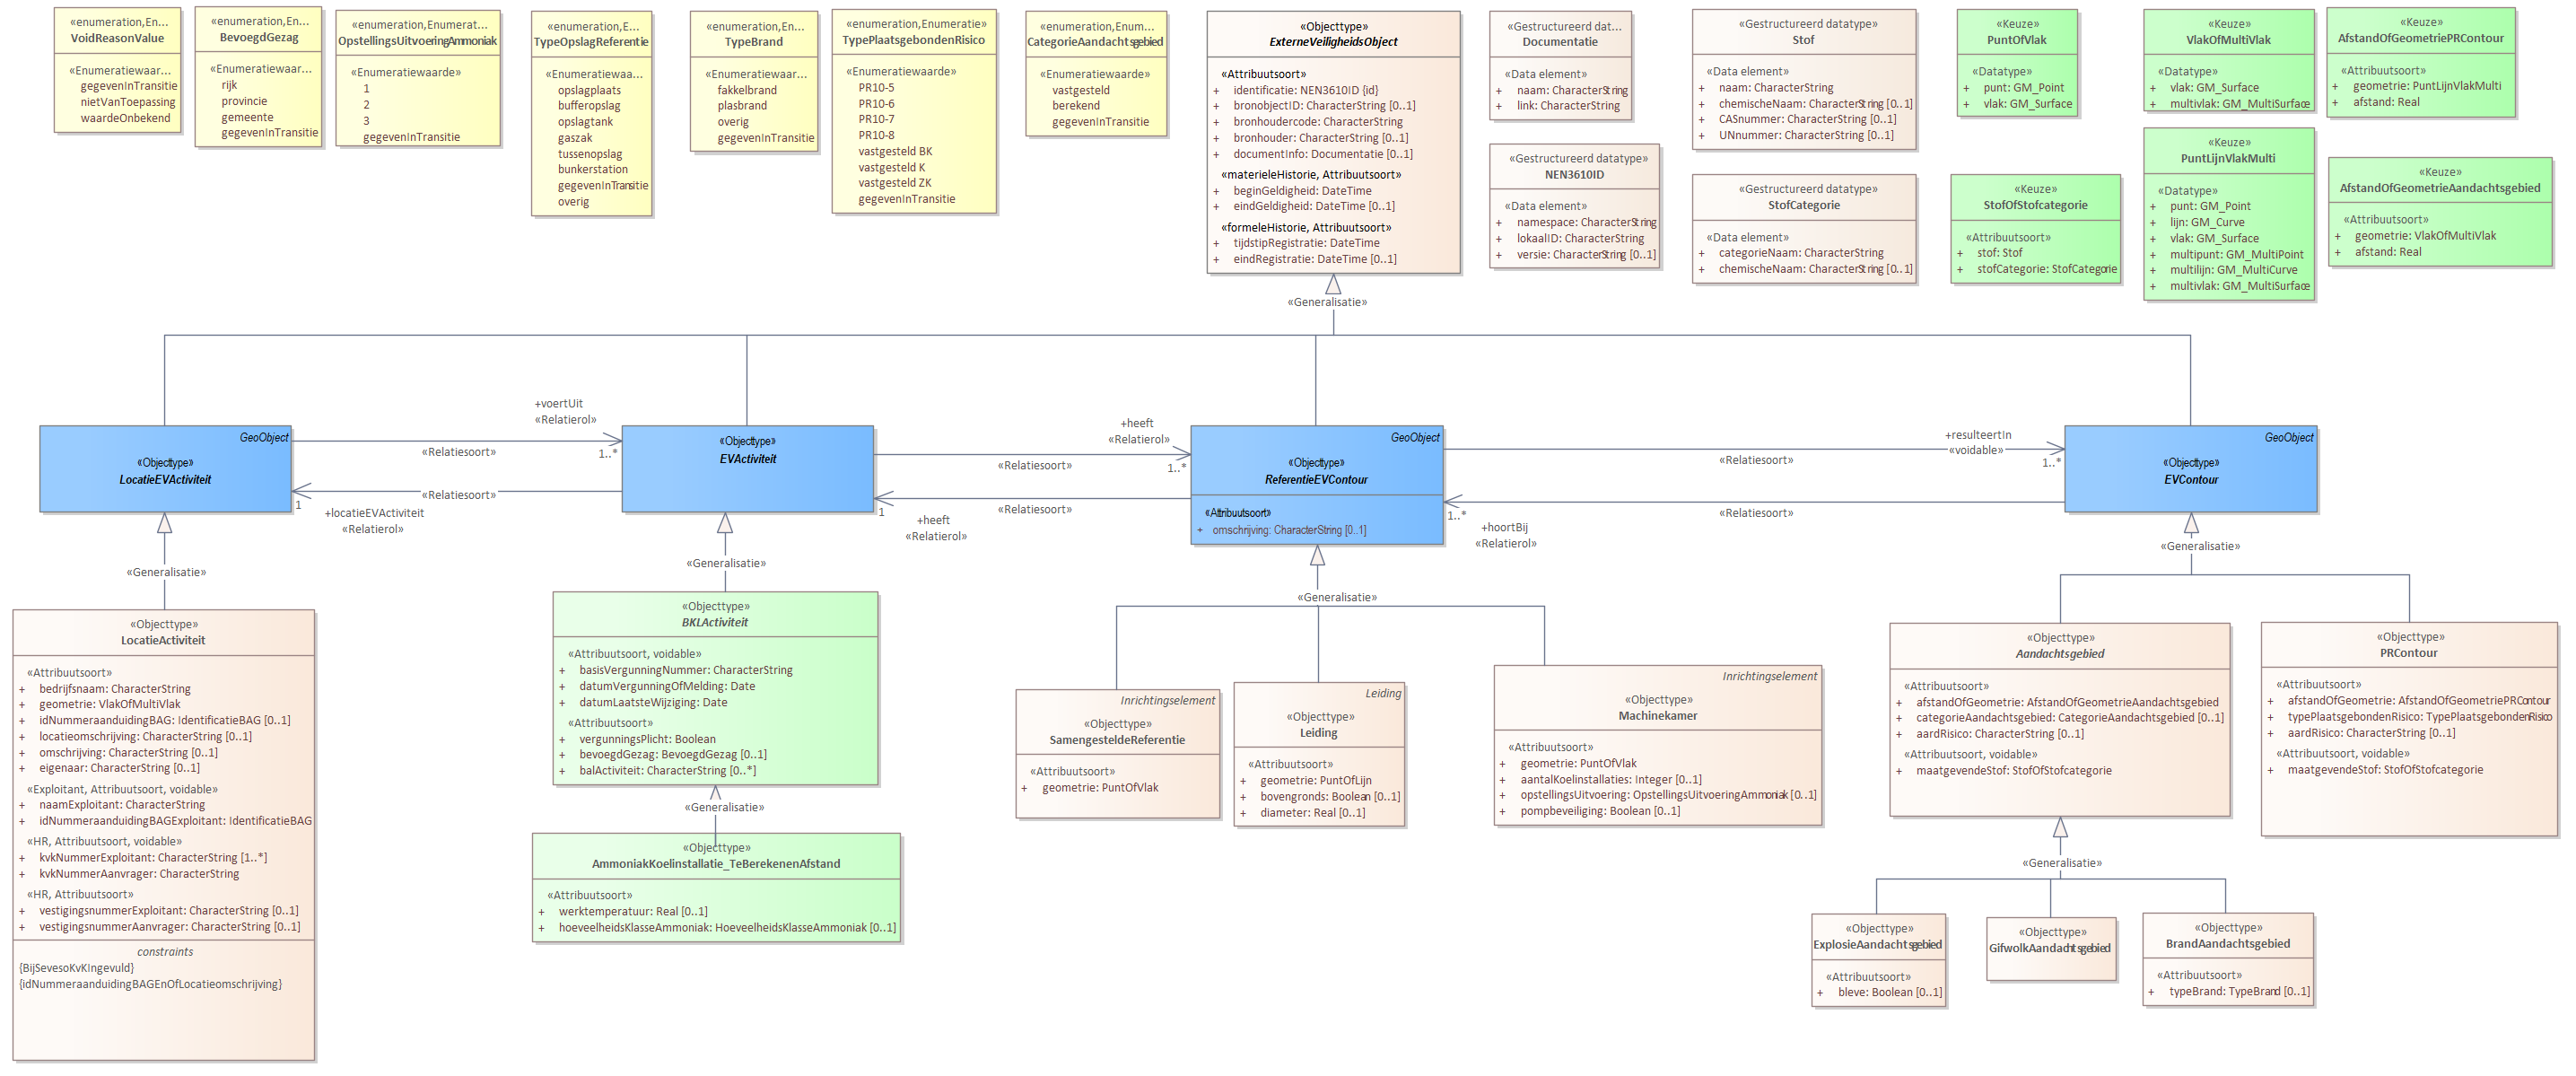 «enumeration,En...
VoidReasonValue
«Enumeratiewaar...
gegevenInTransitie
nietVanToepassing
waardeOnbekend
«enumeration,En...
BevoegdGezag
«Enumeratiewaar...
rijk
provincie
gemeente
gegevenInTransitie
«enumeration,Enumerat...
OpstellingsUitvoeringAmmoniak
«Enumeratiewaarde»
1
2
3
gegevenInTransitie
«enumeration,E...
TypeOpslagReferentie
«Enumeratiewaa...
opslagplaats
bufferopslag
opslagtank
gaszak
tussenopslag
bunkerstation
gegevenInTransitie
overig
«enumeration,En...
TypeBrand
«Enumeratiewaar...
fakkelbrand
plasbrand
overig
gegevenInTransitie
«enumeration,Enumeratie»
TypePlaatsgebondenRisico
«Enumeratiewaarde»
PR10-5
PR10-6
PR10-7
PR10-8
vastgesteld BK
vastgesteld K
vastgesteld ZK
gegevenInTransitie
«enumeration,Enum...
CategorieAandachtsgebied
«Enumeratiewaarde»
vastgesteld
berekend
gegevenInTransitie
«Objecttype»
ExterneVeiligheidsObject
«Attribuutsoort»
+ identificatie: NEN3610ID {id}
+ bronobjectID: CharacterString [0..1]
+ bronhoudercode: CharacterString
+ bronhouder: CharacterString [0..1]
+ documentInfo: Documentatie [0..1]
«materieleHistorie, Attribuutsoort»
+ beginGeldigheid: DateTime
+ eindGeldigheid: DateTime [0..1]
«formeleHistorie, Attribuutsoort»
+ tijdstipRegistratie: DateTime
+ eindRegistratie: DateTime [0..1]
«Gestructureerd dat...
Documentatie
«Data element»
+ naam: CharacterString
+ link: CharacterString
«Gestructureerd datatype»
NEN3610ID
«Data element»
+ namespace: CharacterString
+ lokaalID: CharacterString
+ versie: CharacterString [0..1]
«Gestructureerd datatype»
Stof
«Data element»
+ naam: CharacterString
+ chemischeNaam: CharacterString [0..1]
+ CASnummer: CharacterString [0..1]
+ UNnummer: CharacterString [0..1]
«Gestructureerd datatype»
StofCategorie
«Data element»
+ categorieNaam: CharacterString
+ chemischeNaam: CharacterString [0..1]
«Keuze»
PuntOfVlak
«Datatype»
+ punt: GM_Point
+ vlak: GM_Surface
«Keuze»
StofOfStofcategorie
«Attribuutsoort»
+ stof: Stof
+ stofCategorie: StofCategorie
«Keuze»
VlakOfMultiVlak
«Datatype»
+ vlak: GM_Surface
+ multivlak: GM_MultiSurface
«Keuze»
PuntLijnVlakMulti
«Datatype»
+ punt: GM_Point
+ lijn: GM_Curve
+ vlak: GM_Surface
+ multipunt: GM_MultiPoint
+ multilijn: GM_MultiCurve
+ multivlak: GM_MultiSurface
«Keuze»
AfstandOfGeometriePRContour
«Attribuutsoort»
+ geometrie: PuntLijnVlakMulti
+ afstand: Real
«Keuze»
AfstandOfGeometrieAandachtsgebied
«Attribuutsoort»
+ geometrie: VlakOfMultiVlak
+ afstand: Real
«Generalisatie»
GeoObject
«Objecttype»
LocatieEVActiviteit
+voertUit
«Relatierol»
1..*
«Relatiesoort»
«Relatiesoort»
1
+locatieEVActiviteit
«Relatierol»
«Objecttype»
EVActiviteit
+heeft
«Relatierol»
1..*
«Relatiesoort»
«Relatiesoort»
1
+heeft
«Relatierol»
GeoObject
«Objecttype»
ReferentieEVContour
«Attribuutsoort»
+ omschrijving: CharacterString [0..1]
+resulteertIn
«voidable»
1..*
«Relatiesoort»
«Relatiesoort»
1..*
+hoortBij
«Relatierol»
GeoObject
«Objecttype»
EVContour
«Generalisatie»
«Generalisatie»
«Generalisatie»
«Generalisatie»
«Objecttype»
LocatieActiviteit
«Attribuutsoort»
+ bedrijfsnaam: CharacterString
+ geometrie: VlakOfMultiVlak
+ idNummeraanduidingBAG: IdentificatieBAG [0..1]
+ locatieomschrijving: CharacterString [0..1]
+ omschrijving: CharacterString [0..1]
+ eigenaar: CharacterString [0..1]
«Exploitant, Attribuutsoort, voidable»
+ naamExploitant: CharacterString
+ idNummeraanduidingBAGExploitant: IdentificatieBAG
«HR, Attribuutsoort, voidable»
+ kvkNummerExploitant: CharacterString [1..*]
+ kvkNummerAanvrager: CharacterString
«HR, Attribuutsoort»
+ vestigingsnummerExploitant: CharacterString [0..1]
+ vestigingsnummerAanvrager: CharacterString [0..1]
constraints
{BijSevesoKvKIngevuld}
{idNummeraanduidingBAGEnOfLocatieomschrijving}
«Objecttype»
BKLActiviteit
«Attribuutsoort, voidable»
+ basisVergunningNummer: CharacterString
+ datumVergunningOfMelding: Date
+ datumLaatsteWijziging: Date
«Attribuutsoort»
+ vergunningsPlicht: Boolean
+ bevoegdGezag: BevoegdGezag [0..1]
+ balActiviteit: CharacterString [0..*]
«Generalisatie»
«Objecttype»
AmmoniakKoelinstallatie_TeBerekenenAfstand
«Attribuutsoort»
+ werktemperatuur: Real [0..1]
+ hoeveelheidsKlasseAmmoniak: HoeveelheidsKlasseAmmoniak [0..1]
Inrichtingselement
«Objecttype»
SamengesteldeReferentie
«Attribuutsoort»
+ geometrie: PuntOfVlak
Leiding
«Objecttype»
Leiding
«Attribuutsoort»
+ geometrie: PuntOfLijn
+ bovengronds: Boolean [0..1]
+ diameter: Real [0..1]
Inrichtingselement
«Objecttype»
Machinekamer
«Attribuutsoort»
+ geometrie: PuntOfVlak
+ aantalKoelinstallaties: Integer [0..1]
+ opstellingsUitvoering: OpstellingsUitvoeringAmmoniak [0..1]
+ pompbeveiliging: Boolean [0..1]
«Objecttype»
Aandachtsgebied
«Attribuutsoort»
+ afstandOfGeometrie: AfstandOfGeometrieAandachtsgebied
+ categorieAandachtsgebied: CategorieAandachtsgebied [0..1]
+ aardRisico: CharacterString [0..1]
«Attribuutsoort, voidable»
+ maatgevendeStof: StofOfStofcategorie
«Objecttype»
PRContour
«Attribuutsoort»
+ afstandOfGeometrie: AfstandOfGeometriePRContour
+ typePlaatsgebondenRisico: TypePlaatsgebondenRisico
+ aardRisico: CharacterString [0..1]
«Attribuutsoort, voidable»
+ maatgevendeStof: StofOfStofcategorie
«Generalisatie»
«Objecttype»
ExplosieAandachtsgebied
«Attribuutsoort»
+ bleve: Boolean [0..1]
«Objecttype»
GifwolkAandachtsgebied
«Objecttype»
BrandAandachtsgebied
«Attribuutsoort»
+ typeBrand: TypeBrand [0..1]